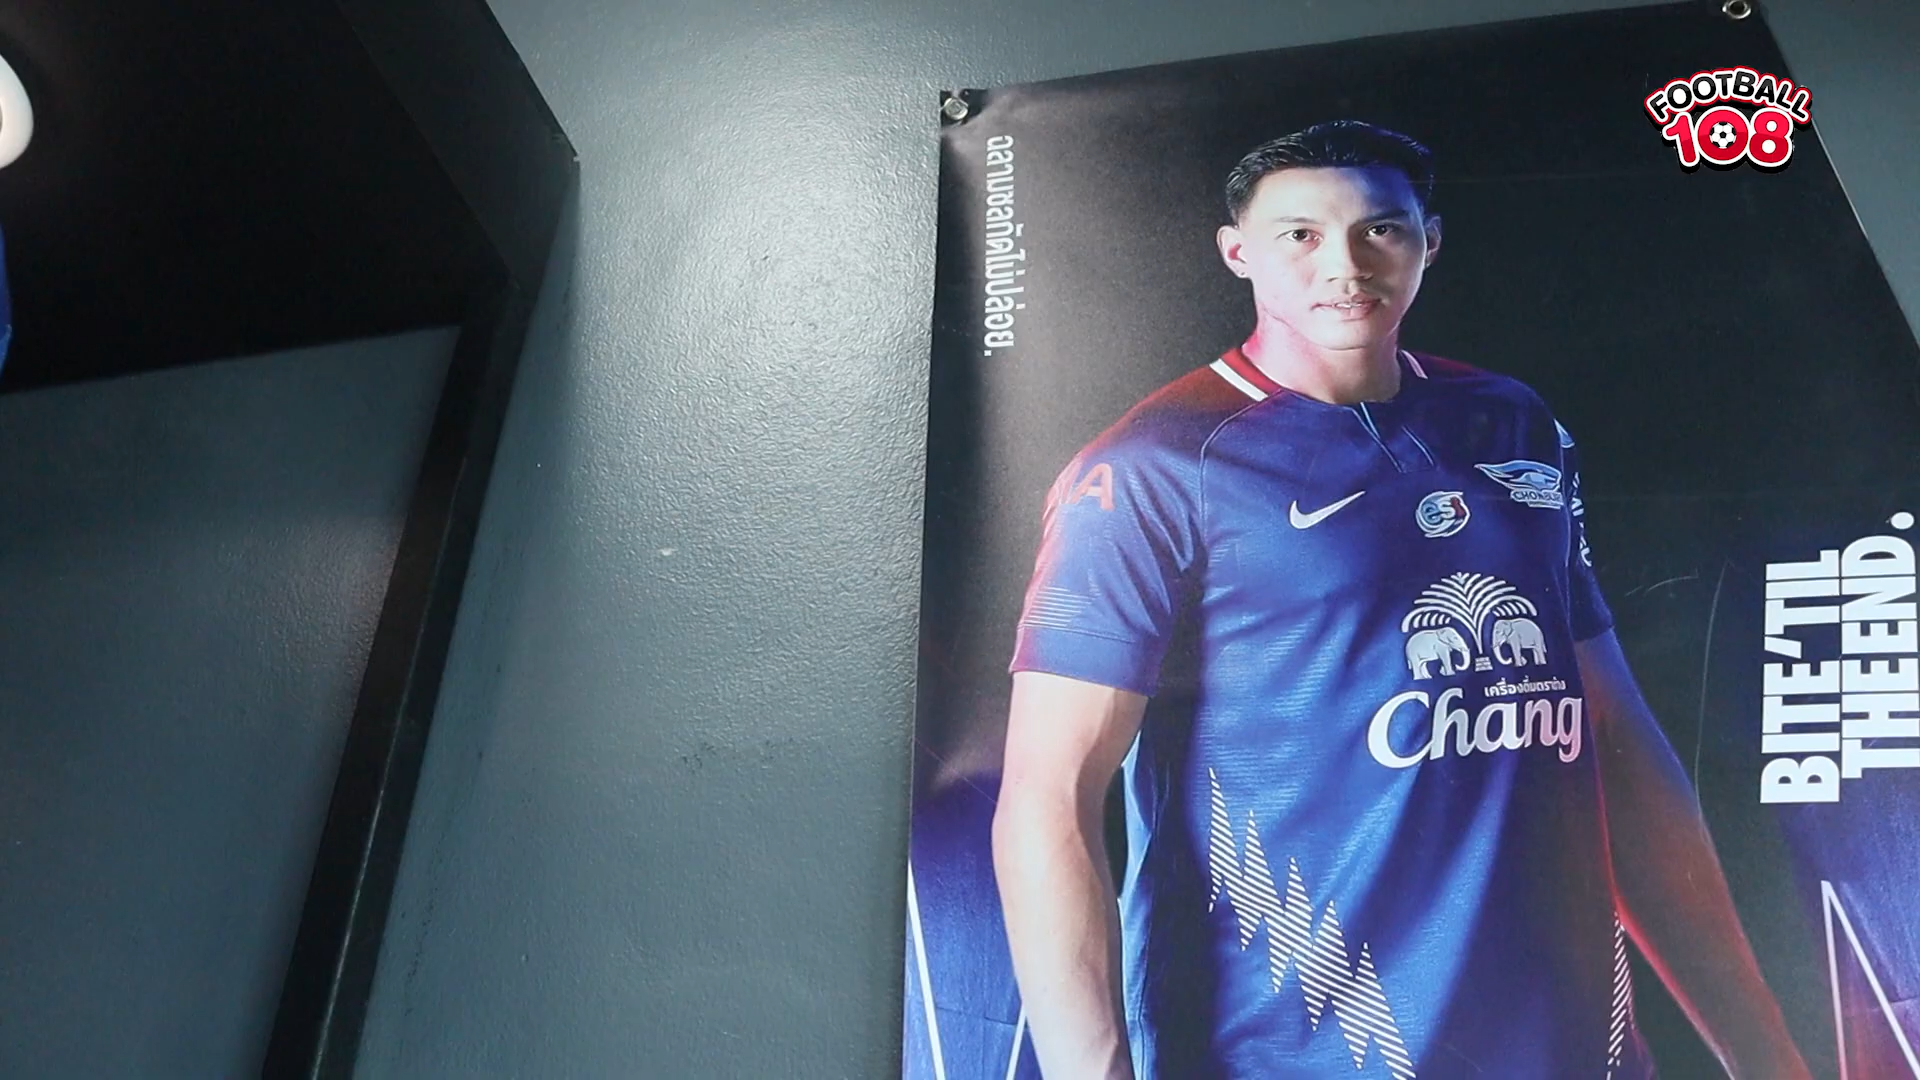 FOOTBALL
108
ฉลามชลกัดไม่ปล่อย.
A
est
CHONBURI
เครื่องดื่มตราช้าง
Chang
BITE'TIL
THE END.